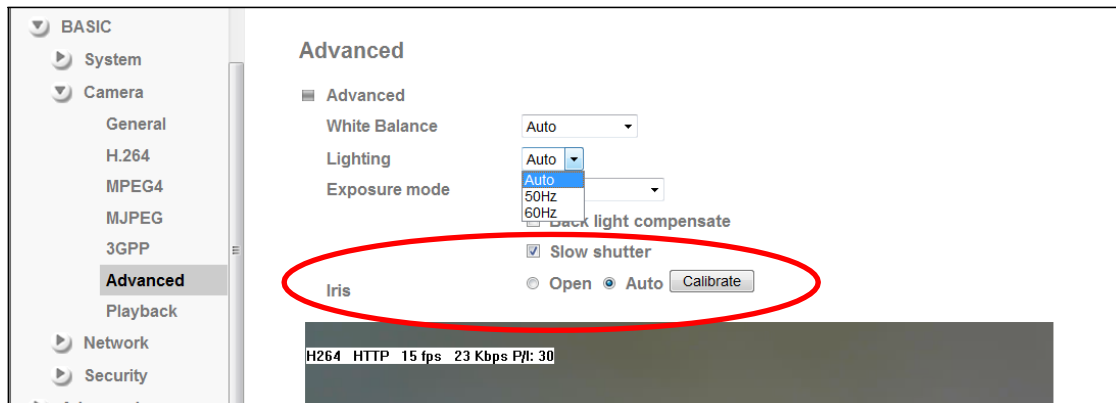 BASIC
System
Camera
General
H.264
MPEG4
MJPEG
3GPP
Advanced
Playback
Network
Security
Advanced
Advanced
White Balance Auto
Lighting Auto
Auto
50Hz
60Hz
Exposure mode
Back light compensate
Slow shutter
Iris Open Auto Calibrate
H264 HTTP 15 fps 23 Kbps P/I: 30